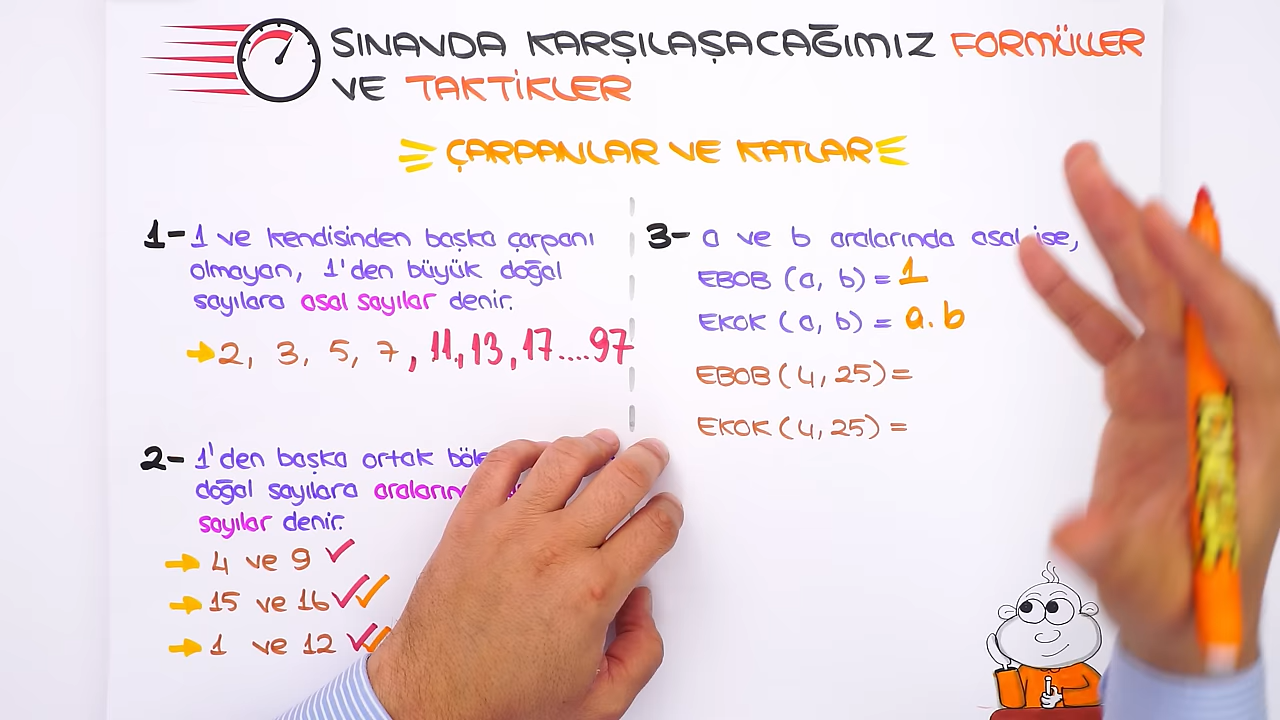 SINAVDA KARŞILAŞACAĞIMIZ FORMÜLLER
VE TAKTİKLER
ÇARPANLAR VE KATLAR
1- 1 ve kendisinden başka çarpanı
olmayan, 1'den büyük doğal
sayılara asal sayılar denir.
2, 3, 5, 7, 11, 13, 17....97
2- 1'den başka ortak
doğal sayılara
sayılar denir.
4 ve 9
15 ve 16
1 ve 12
3- a ve b aralarında asal ise,
EBOB (a, b) = 1
EKOK (a, b) = a.b
EBOB (4, 25) =
EKOK (4, 25) =